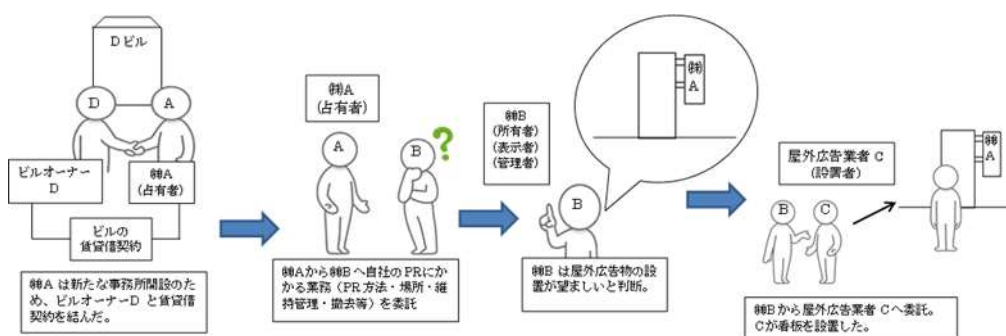 Dビル
D
A
ビルオーナー
D
㈱A
(占有者)
ビルの
賃貸借契約
㈱A は新たな事務所開設のた
め、ビルオーナーD と賃貸借
契約を結んだ。
㈱A
(占有者)
A
B
?
㈱Aから㈱Bへ自社のPRにか
かる業務（PR方法・場所・維
持管理・撤去等）を委託
㈱B
(所有者)
(表示者)
(管理者)
㈱
A
B
㈱B は屋外広告物の設
置が望ましいと判断。
屋外広告業者 C
(設置者)
B
C
㈱
A
㈱Bから屋外広告業者 Cへ委託。
Cが看板を設置した。